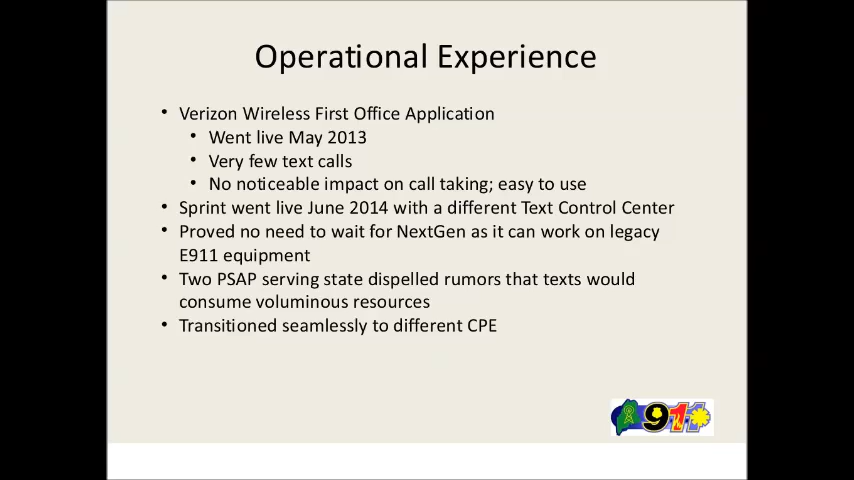 Operational Experience
• Verizon Wireless First Office Application
• Went live May 2013
• Very few text calls
• No noticeable impact on call taking; easy to use
• Sprint went live June 2014 with a different Text Control Center
• Proved no need to wait for NextGen as it can work on legacy
E911 equipment
• Two PSAP serving state dispelled rumors that texts would
consume voluminous resources
• Transitioned seamlessly to different CPE
911